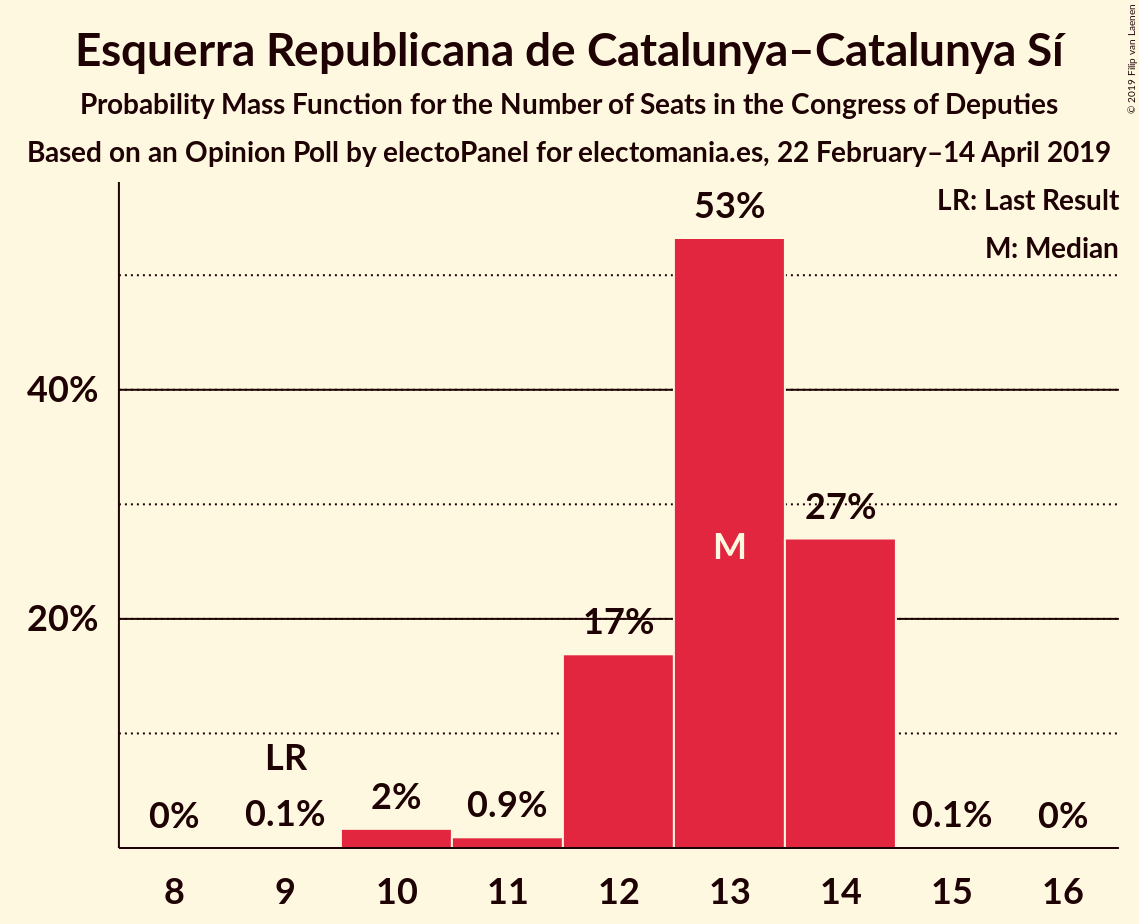 Esquerra Republicana de Catalunya–Catalunya Sí
Probability Mass Function for the Number of Seats in the Congress of Deputies
Based on an Opinion Poll by electoPanel for electomania.es, 22 February–14 April 2019
© 2019 Filip van Laenen
LR: Last Result
M: Median
53%
40%
27%
M
20%
17%
LR
0%
0.1%
2%
0.9%
0.1%
0%
8 9 10 11 12 13 14 15 16